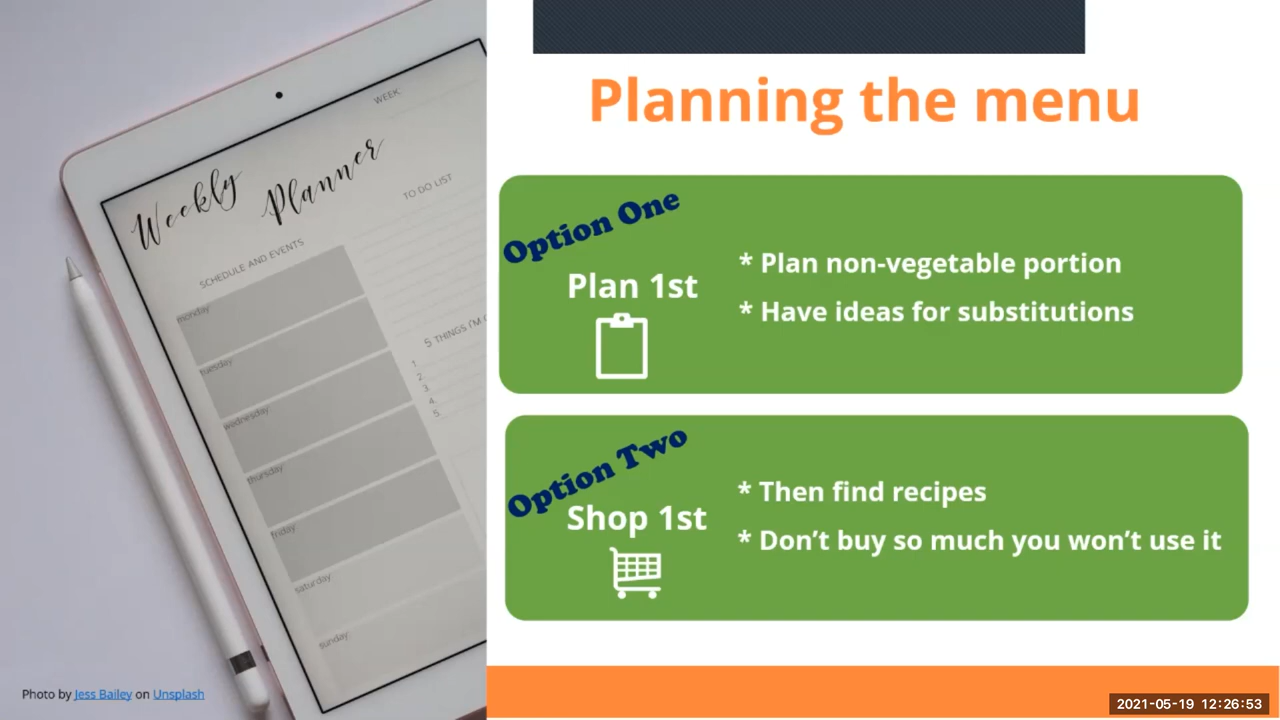 WEEK
Weekly Planner
TO DO LIST
SCHEDULE AND EVENTS
monday
tuesday
wednesday
thursday
friday
saturday
sunday
5 THINGS I'M
1.
2.
3.
4.
5.
Photo by Jess Bailey on Unsplash
Planning the menu
Option One
Plan 1st
* Plan non-vegetable portion
* Have ideas for substitutions
Option Two
Shop 1st
* Then find recipes
* Don’t buy so much you won’t use it
2021-05-19 12:26:53